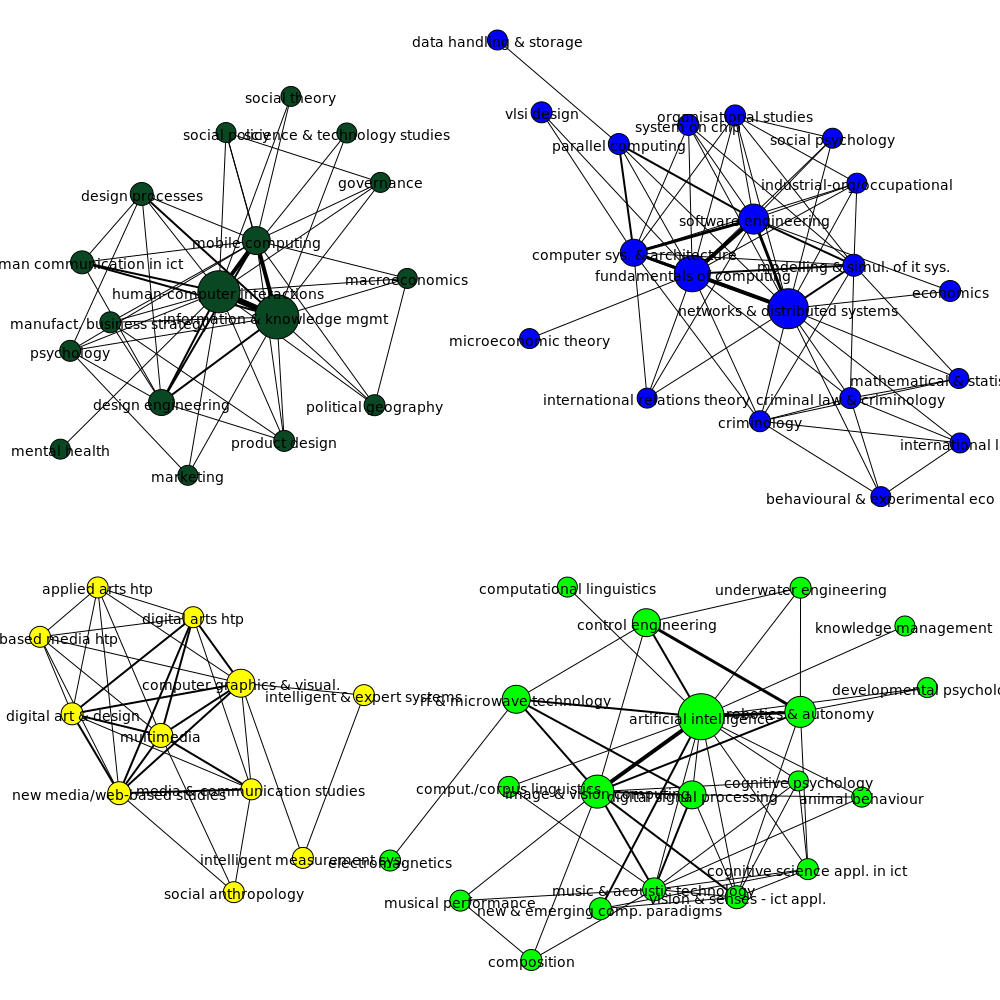 data handling & storage
social theory
vlsi design
organisational studies
system on chip
social policy
science & technology studies
social psychology
parallel computing
governance
industrial-org/occupational
design processes
software engineering
mobile computing
man communication in ict
computer sys. & architecture
modelling & simul. of it sys.
fundamentals of computing
macroeconomics
human-computer interactions
economics
networks & distributed systems
information & knowledge mgmt
manufact. business strategy
microeconomic theory
psychology
mathematical & statis
international relations theory
criminal law & criminology
design engineering
political geography
criminology
product design
international l
mental health
marketing
behavioural & experimental eco
applied arts htp
computational linguistics
underwater engineering
digital arts htp
control engineering
knowledge management
based media htp
computer graphics & visual.
developmental psycholo
intelligent & expert systems
rf & microwave technology
digital art & design
robotics & autonomy
artificial intelligence
multimedia
cognitive psychology
comput./corpus linguistics
media & communication studies
new media/web-based studies
image & vision computing
digital signal processing
animal behaviour
intelligent measurement sys.
electromagnetics
cognitive science appl. in ict
social anthropology
music & acoustic technology
vision & senses - ict appl.
musical performance
new & emerging comp. paradigms
composition